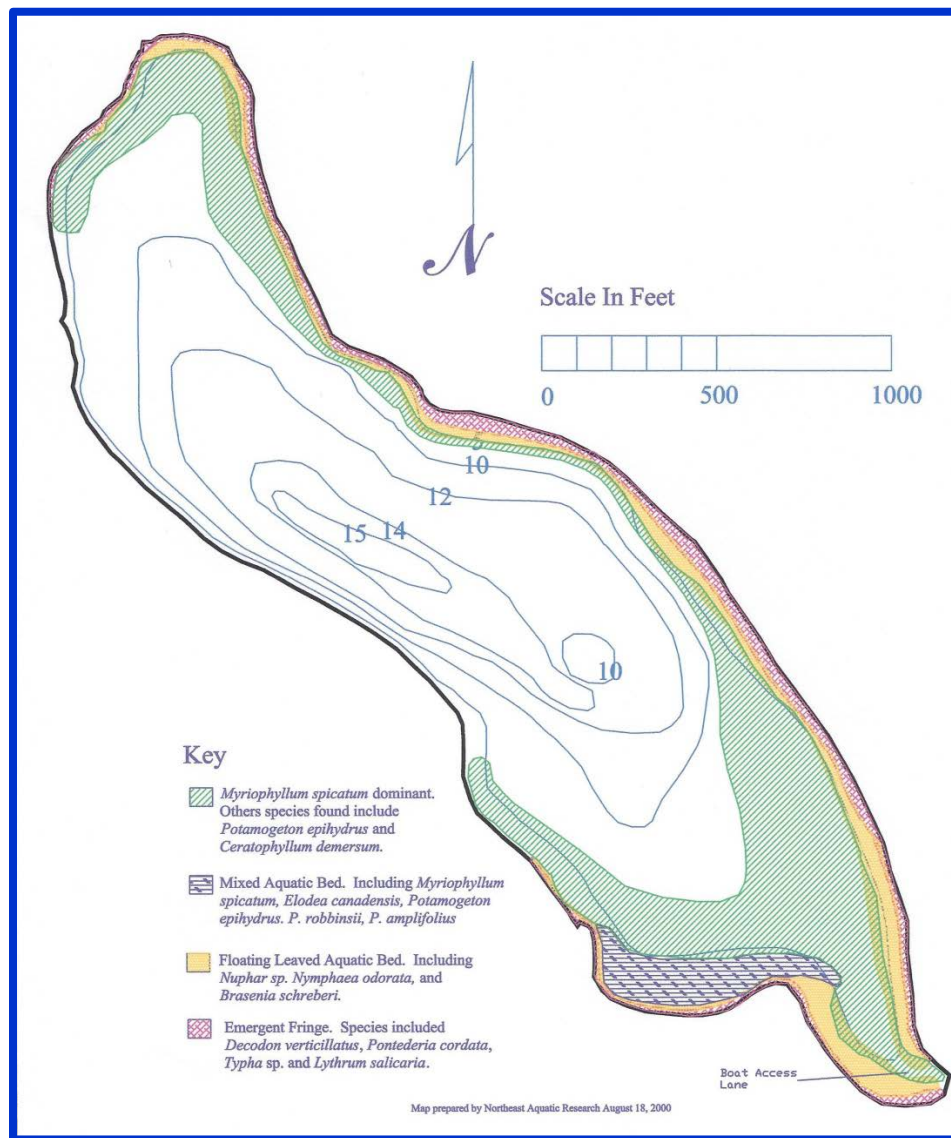 N
Scale In Feet
0 500 1000
5
10
12
15 14
10
Key
Myriophyllum spicatum dominant.
Others species found include
Potamogeton epihydrus and
Ceratophyllum demersum.
Mixed Aquatic Bed. Including Myriophyllum
spicatum, Elodea canadensis, Potamogeton
epihydrus. P. robbinsii, P. amplifolius
Floating Leaved Aquatic Bed. Including
Nuphar sp. Nymphaea odorata, and
Brasenia schreberi.
Emergent Fringe. Species included
Decodon verticillatus, Pontederia cordata,
Typha sp. and Lythrum salicaria.
Boat Access
Lane
Map prepared by Northeast Aquatic Research August 18, 2000